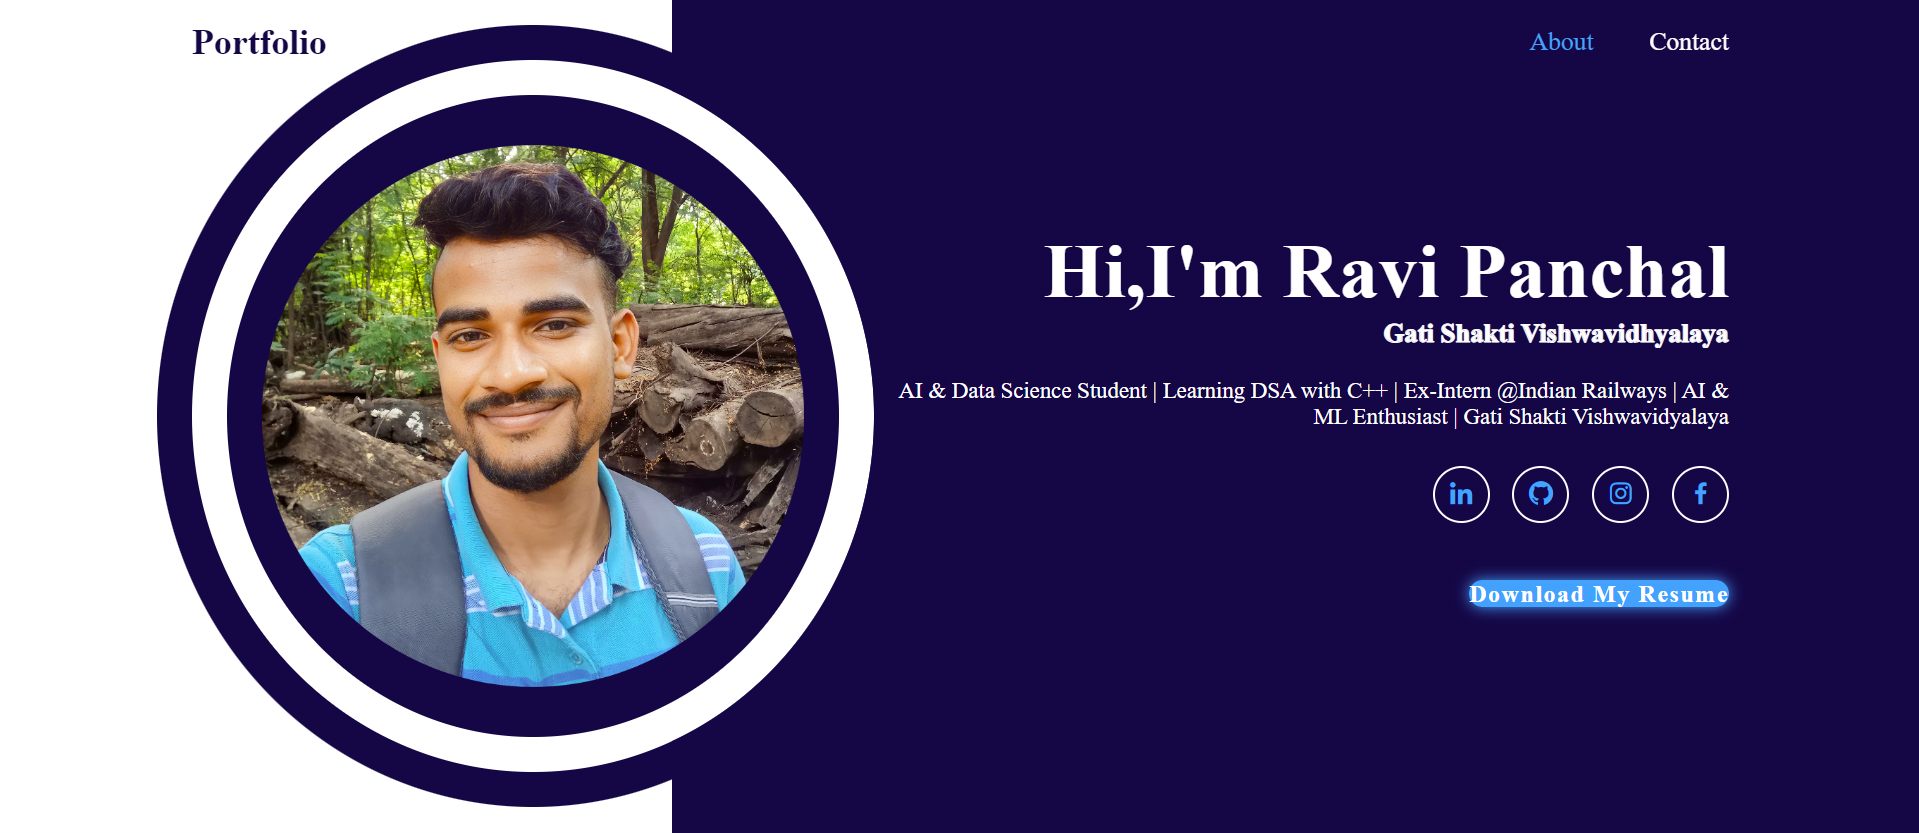 Portfolio
About
Contact
Hi,I'm Ravi Panchal
Gati Shakti Vishwavidhyalaya
AI & Data Science Student | Learning DSA with C++ | Ex-Intern @Indian Railways | AI &
ML Enthusiast | Gati Shakti Vishwavidyalaya
Download My Resume